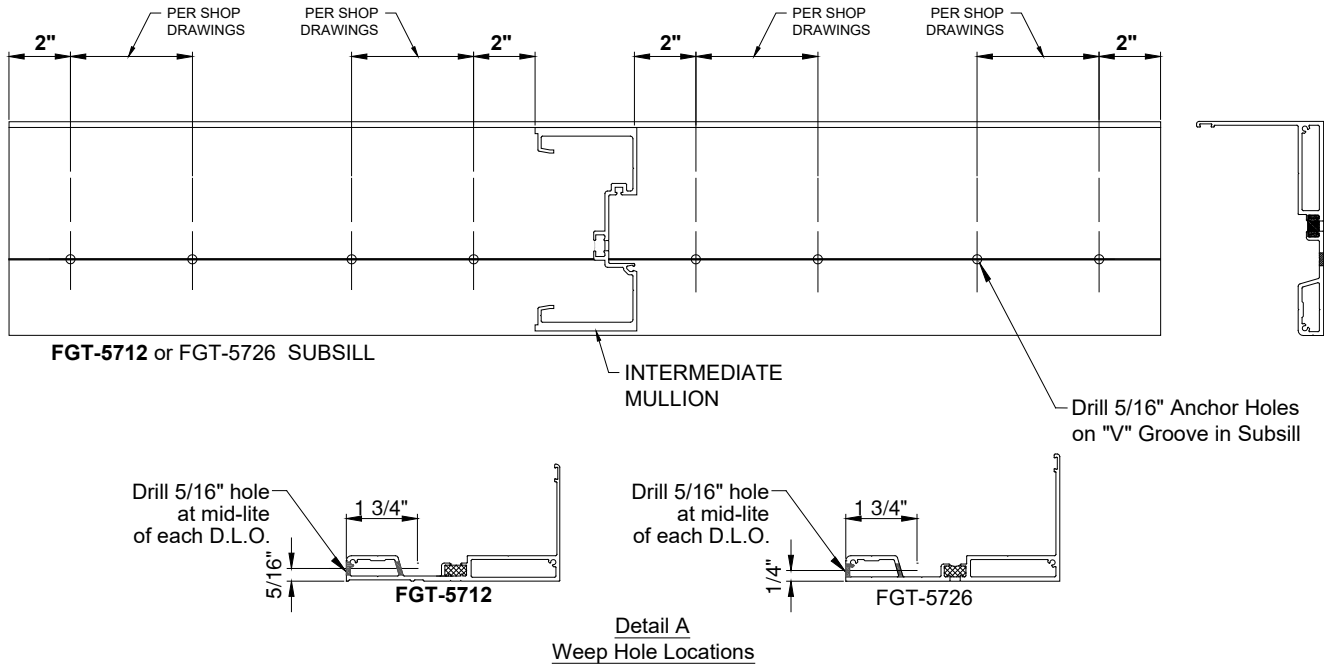 PER SHOP
DRAWINGS
PER SHOP
DRAWINGS
PER SHOP
DRAWINGS
PER SHOP
DRAWINGS
2"
2"
2"
2"
FGT-5712 or FGT-5726 SUBSILL
INTERMEDIATE
MULLION
Drill 5/16" Anchor Holes
on "V" Groove in Subsill
Drill 5/16" hole
at mid-lite
of each D.L.O.
1 3/4"
5/16"
FGT-5712
Drill 5/16" hole
at mid-lite
of each D.L.O.
1 3/4"
1/4"
FGT-5726
Detail A
Weep Hole Locations